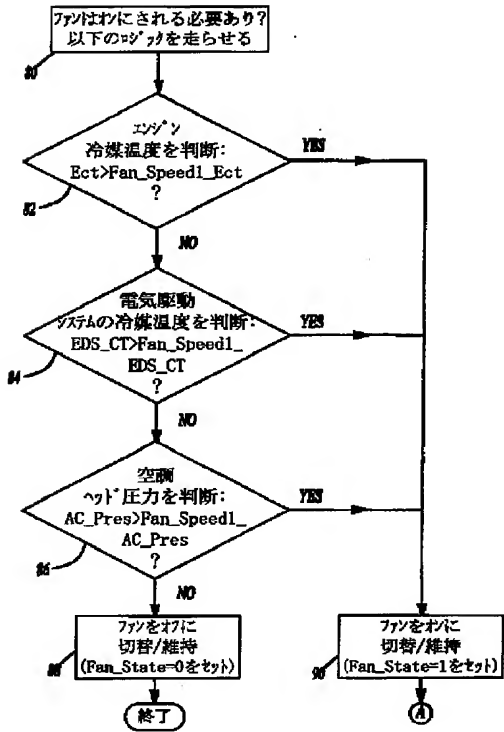 ファンはオンにされる必要あり?
以下のロジックを走らせる
80
エンジン
冷媒温度を判断:
Ect>Fan_Speed1_Ect
?
82
YES
NO
電気駆動
システムの冷媒温度を判断:
EDS_CT>Fan_Speed1_
EDS_CT
?
84
YES
NO
空調
ヘッド圧力を判断:
AC_Pres>Fan_Speed1_
AC_Pres
?
86
YES
NO
ファンをオフに
切替/維持
(Fan_State=0をセット)
88
ファンをオンに
切替/維持
(Fan_State=1をセット)
90
終了
A